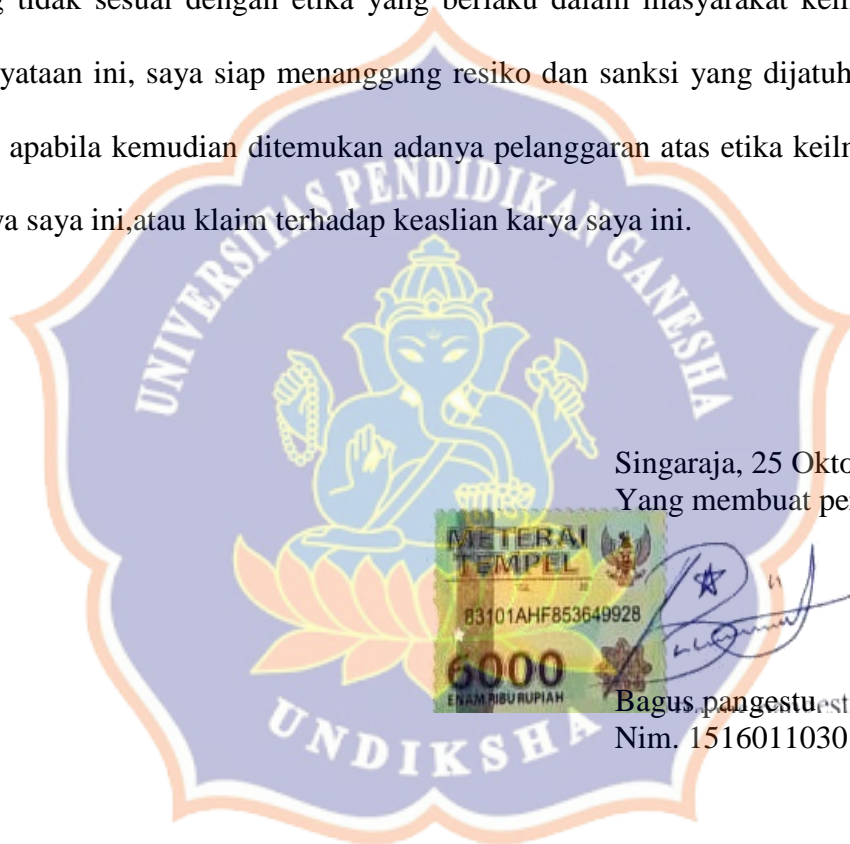 tidak sesuai dengan etika yang berlaku dalam masyarakat
yataan ini, saya siap menanggung resiko dan sanksi yang dijatuh
apabila kemudian ditemukan adanya pelanggaran atas etika keiln
ya saya ini,atau klaim terhadap keaslian karya saya ini.
UNIVERSITAS PENDIDIKAN GANESHA
Singaraja, 25 Okto
Yang membuat per
METERAI
TEMPEL
83101AHF853649928
6000
ENAM RIBU RUPIAH
Bagus pangestu.
Nim. 1516011030
UNDIKSHA